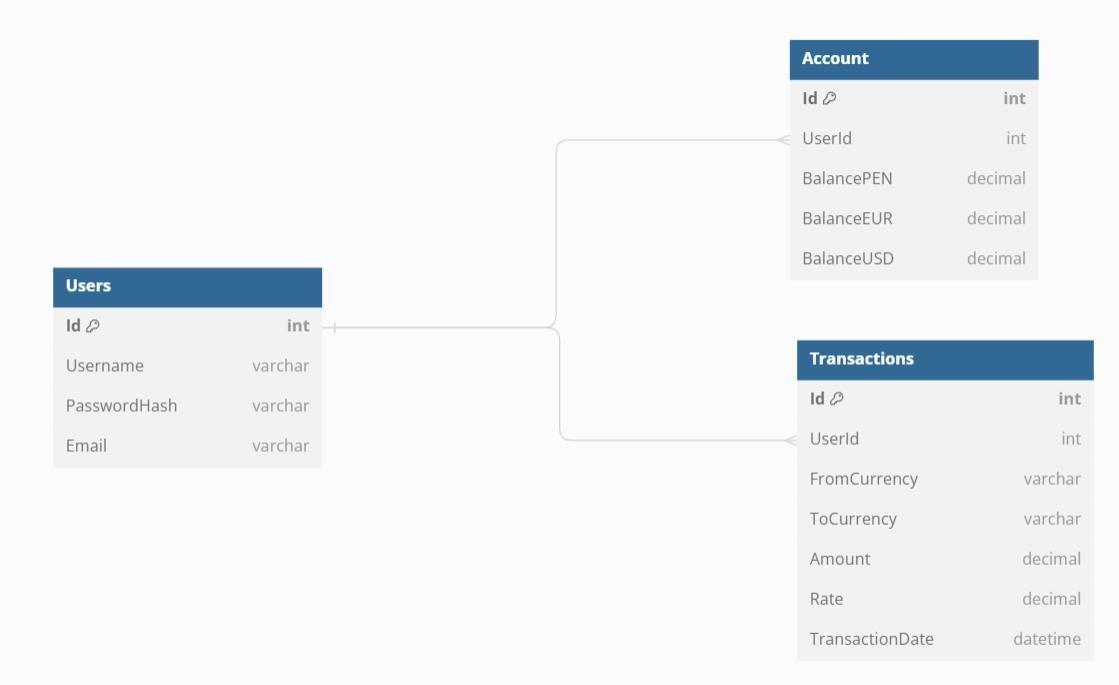 Account
Id int
UserId int
BalancePEN decimal
BalanceEUR decimal
BalanceUSD decimal
Users
Id int
Username varchar
PasswordHash varchar
Email varchar
Transactions
Id int
UserId int
FromCurrency varchar
ToCurrency varchar
Amount decimal
Rate decimal
TransactionDate datetime